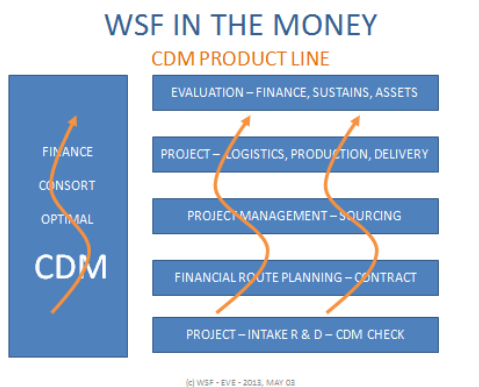 WSF IN THE MONEY
CDM PRODUCT LINE
FINANCE
CONSORT
OPTIMAL
CDM
EVALUATION – FINANCE, SUSTAINS, ASSETS
PROJECT – LOGISTICS, PRODUCTION, DELIVERY
PROJECT MANAGEMENT – SOURCING
FINANCIAL ROUTE PLANNING – CONTRACT
PROJECT – INTAKE R & D – CDM CHECK
(c) WSF - EVE - 2013, MAY 03